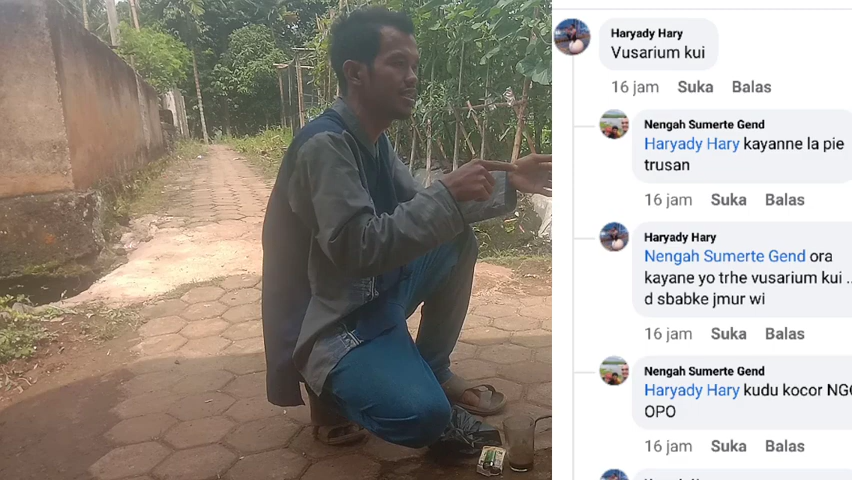 Haryady Hary
Vusarium kui
16 jam Suka Balas
Nengah Sumerte Gend
Haryady Hary kayanne la pie
trusan
16 jam Suka Balas
Haryady Hary
Nengah Sumerte Gend ora
kayane yo trhe vusarium kui ..
d sbabke jmur wi
16 jam Suka Balas
Nengah Sumerte Gend
Haryady Hary kudu kocor
OPO
16 jam Suka Balas